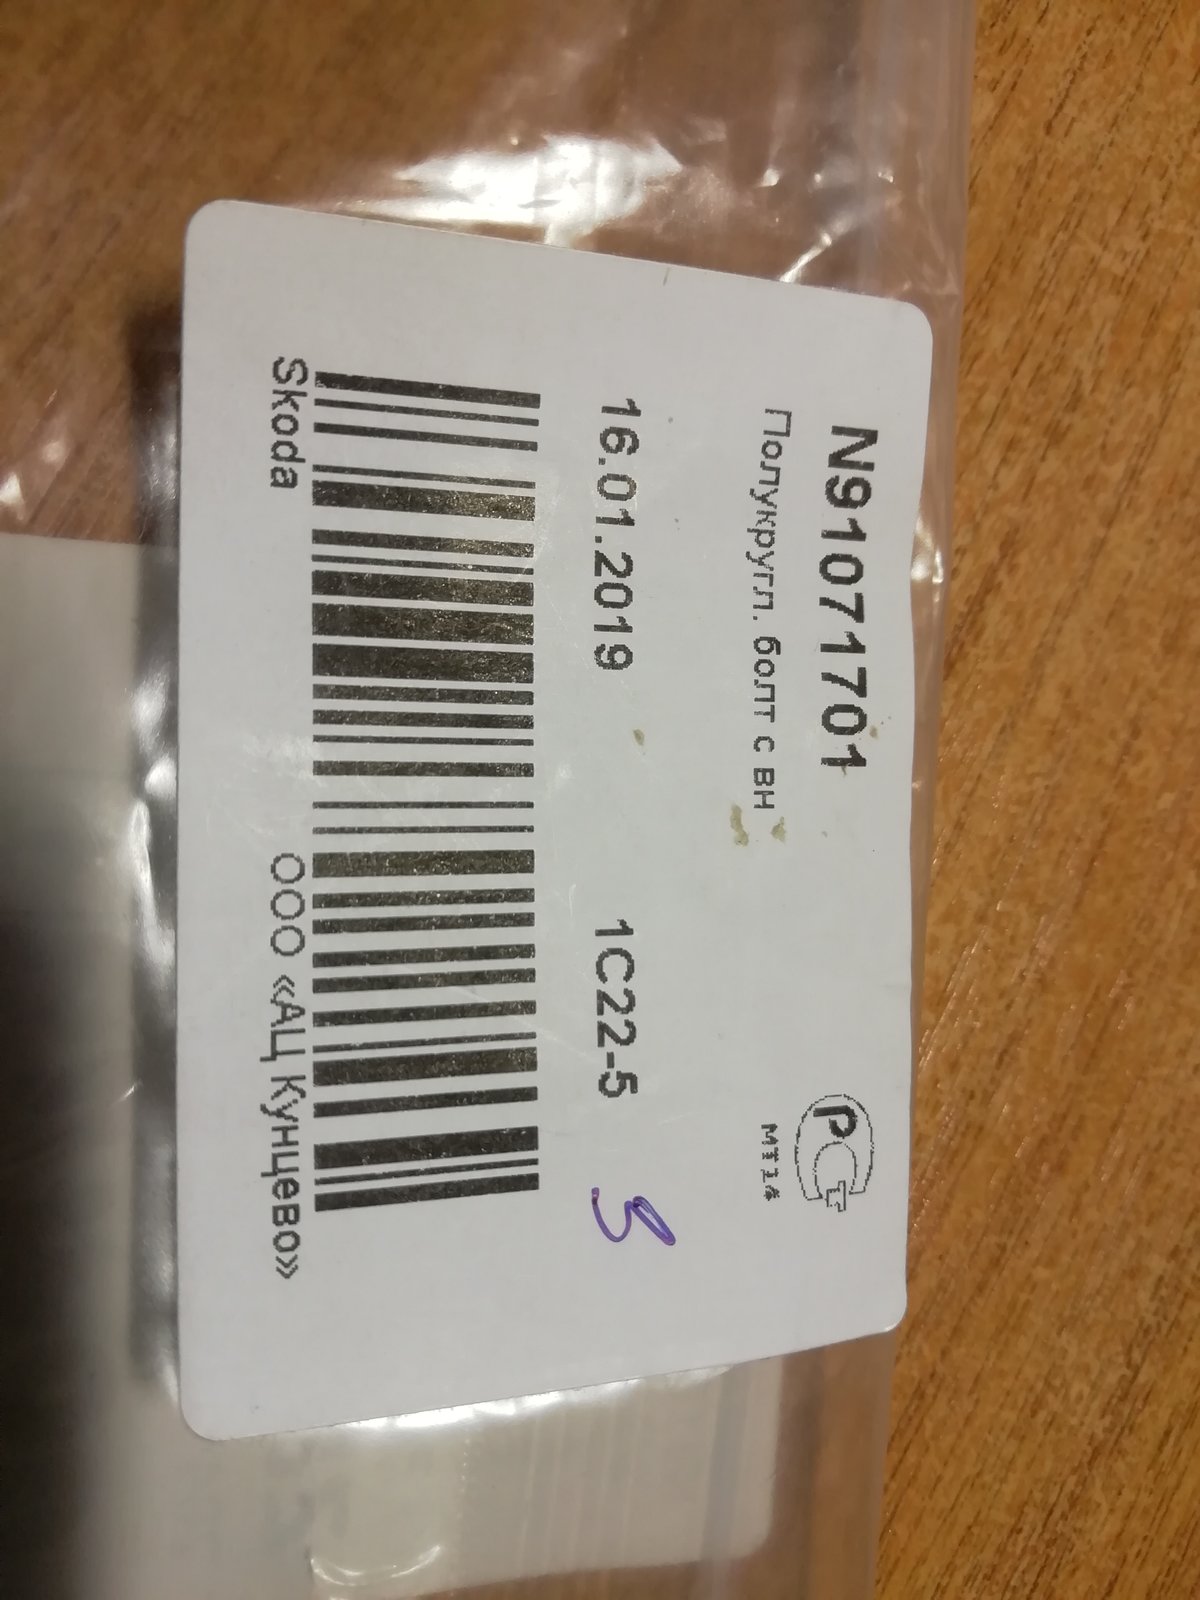 N91071701
Полукругл. болт с вн
РСТ
МТ14
16.01.2019 1C22-5 3
Skoda ООО «АЦ Кунцево»